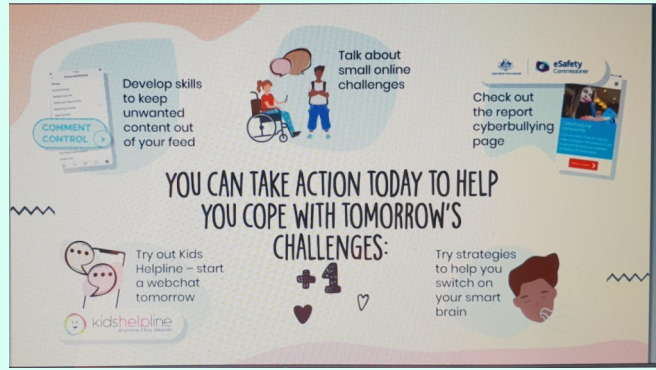 Develop skills
to keep
unwanted
content out
of your feed
COMMENT
CONTROL
Talk about
small online
challenges
eSafety
Commissioner
Check out
the report
cyberbullying
page
YOU CAN TAKE ACTION TODAY TO HELP
YOU COPE WITH TOMORROW'S
CHALLENGES:
+1
Try out Kids
Helpline – start
a webchat
tomorrow
kidshelpline
Try strategies
to help you
switch on
your smart
brain